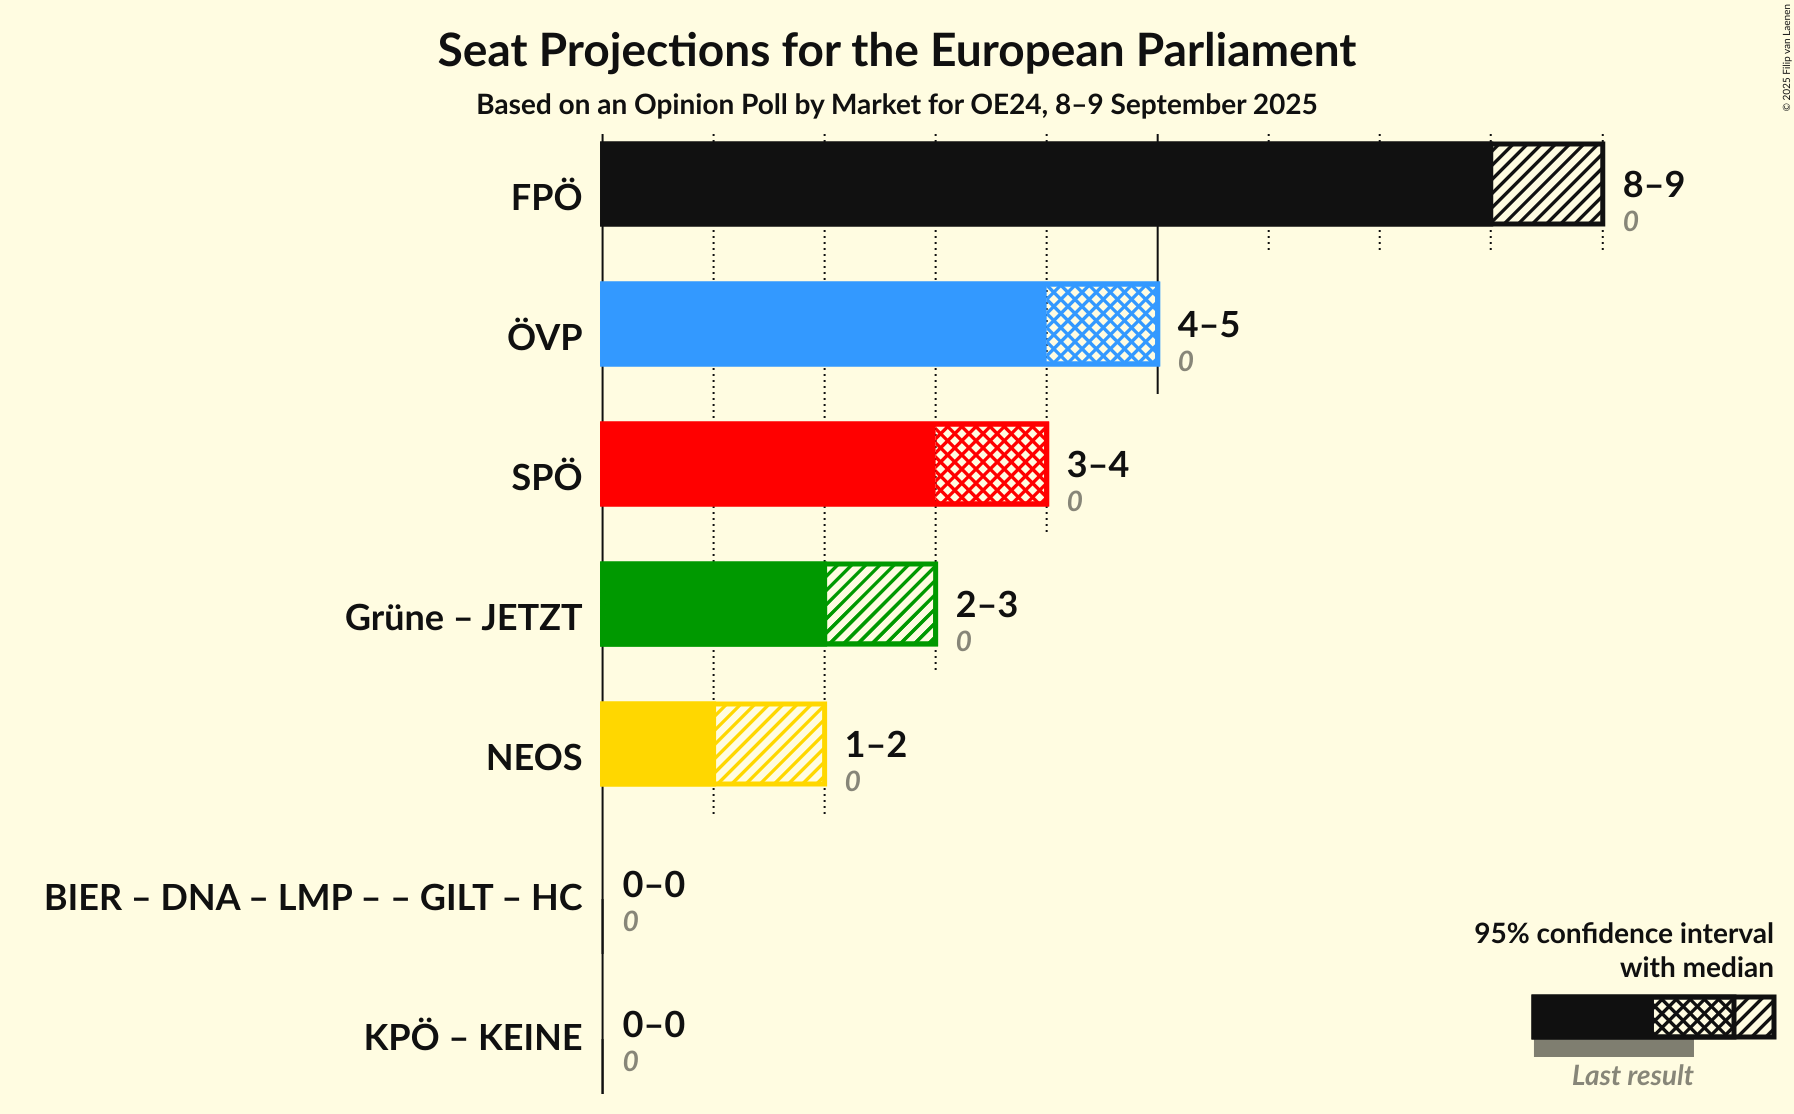 Seat Projections for the European Parliament
Based on an Opinion Poll by Market for OE24, 8–9 September 2025
© 2025 Filip van Laenen
FPÖ
8–9
0
ÖVP
4–5
0
SPÖ
3–4
0
Grüne – JETZT
2–3
0
NEOS
1–2
0
BIER – DNA – LMP – – GILT – HC
0–0
0
KPÖ – KEINE
0–0
0
95% confidence interval
with median
Last result